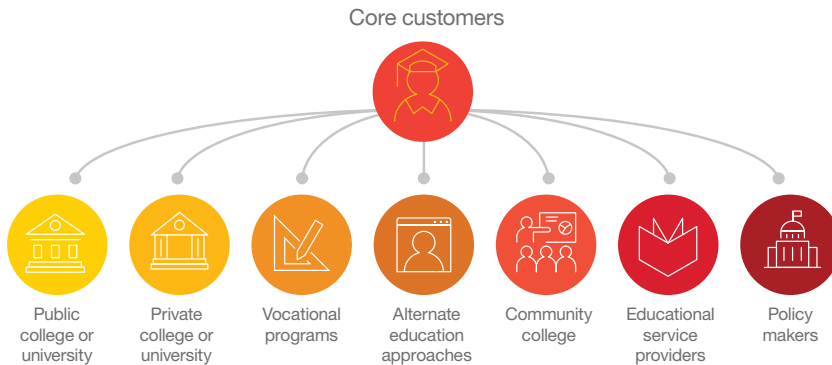 Core customers
Public
college or
university
Private
college or
university
Vocational
programs
Alternate
education
approaches
Community
college
Educational
service
providers
Policy
makers